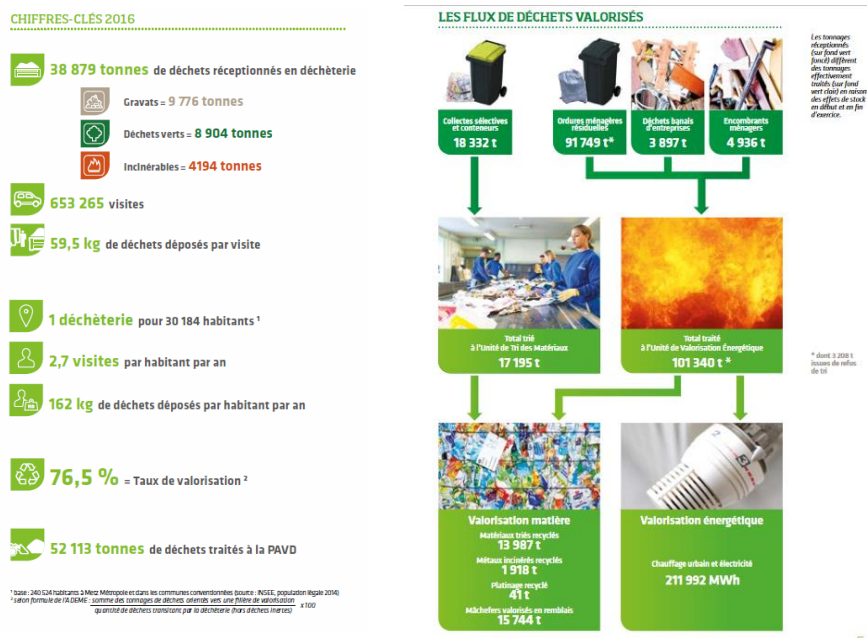 CHIFFRES-CLÉS 2016
38 879 tonnes de déchets réceptionnés en déchèterie
Gravats = 9 776 tonnes
Déchets verts = 8 904 tonnes
Incinérables = 4194 tonnes
653 265 visites
59,5 kg de déchets déposés par visite
1 déchèterie pour 30 184 habitants ¹
2,7 visites par habitant par an
162 kg de déchets déposés par habitant par an
76,5 % = Taux de valorisation ²
52 113 tonnes de déchets traités à la PAVD
¹ base : 240 524 habitants à Metz Métropole et dans les communes conventionnées (source : INSEE, population légale 2014)
² selon formule de l'ADEME : somme des tonnages de déchets orientés vers une filière de valorisation
quantité de déchets transitant par la déchèterie (hors déchets inertes)
x 100
LES FLUX DE DÉCHETS VALORISÉS
Collectes sélectives
et conteneurs
18 332 t
Ordures ménagères
résiduelles
91 749 t*
Déchets banals
d'entreprises
3 897 t
Encombrants
ménagers
4 936 t
Les tonnages
réceptionnés
(sur fond vert
foncé) diffèrent
des tonnages
effectivement
traités (sur fond
vert clair) en raison
des effets de stock
en début et en fin
d'exercice.
Total trié
à l'Unité de Tri des Matériaux
17 195 t
Total traité
à l'Unité de Valorisation Énergétique
101 340 t *
* dont 3 208 t
issues de refus
de tri
Valorisation matière
Matériaux triés recyclés
13 987 t
Métaux incinérés recyclés
1 918 t
Platinage recyclé
41 t
Mâchefers valorisés en remblais
15 744 t
Valorisation énergétique
Chauffage urbain et électricité
211 992 MWh